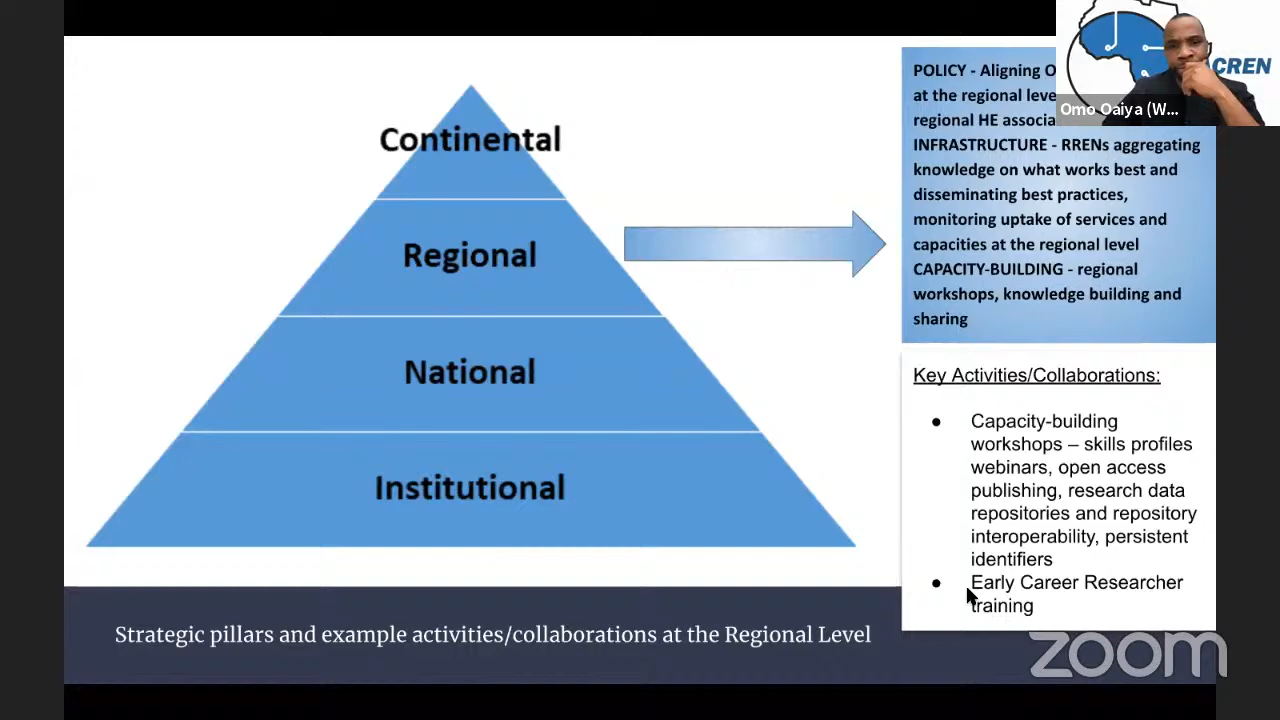 Continental
Regional
National
Institutional
POLICY - Aligning
at the regional
regional HE
INFRASTRUCTURE - RRENs aggregating
knowledge on what works best and
disseminating best practices,
monitoring uptake of services and
capacities at the regional level
CAPACITY-BUILDING - regional
workshops, knowledge building and
sharing
CREN
Omo Oaiya (W...
Key Activities/Collaborations:
● Capacity-building
workshops – skills profiles
webinars, open access
publishing, research data
repositories and repository
interoperability, persistent
identifiers
● Early Career Researcher
training
Strategic pillars and example activities/collaborations at the Regional Level
zoom